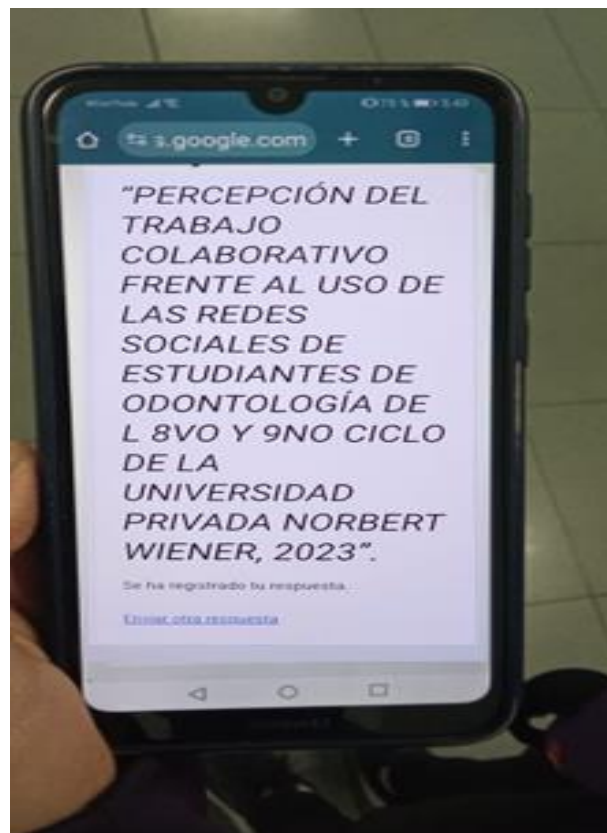 s.google.com
"PERCEPCIÓN DEL
TRABAJO
COLABORATIVO
FRENTE AL USO DE
LAS REDES
SOCIALES DE
ESTUDIANTES DE
ODONTOLOGÍA DE
L 8VO Y 9NO CICLO
DE LA
UNIVERSIDAD
PRIVADA NORBERT
WIENER, 2023".
Se ha registrado tu respuesta.
Enviar otra respuesta